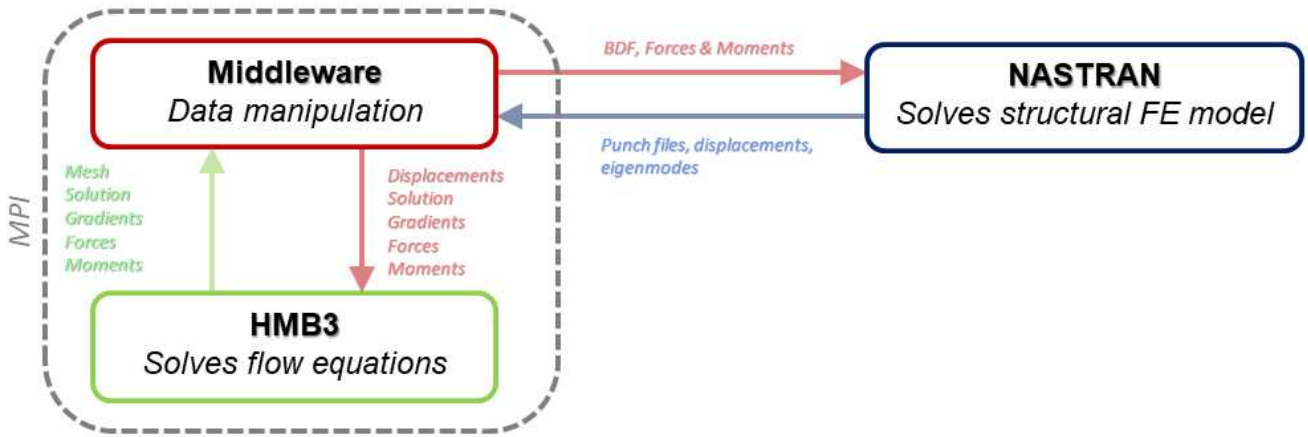 BDF, Forces & Moments
Middleware
Data manipulation
NASTRAN
Solves structural FE model
Punch files, displacements,
eigenmodes
Mesh
Solution
Gradients
Forces
Moments
Displacements
Solution
Gradients
Forces
Moments
MPI
HMB3
Solves flow equations